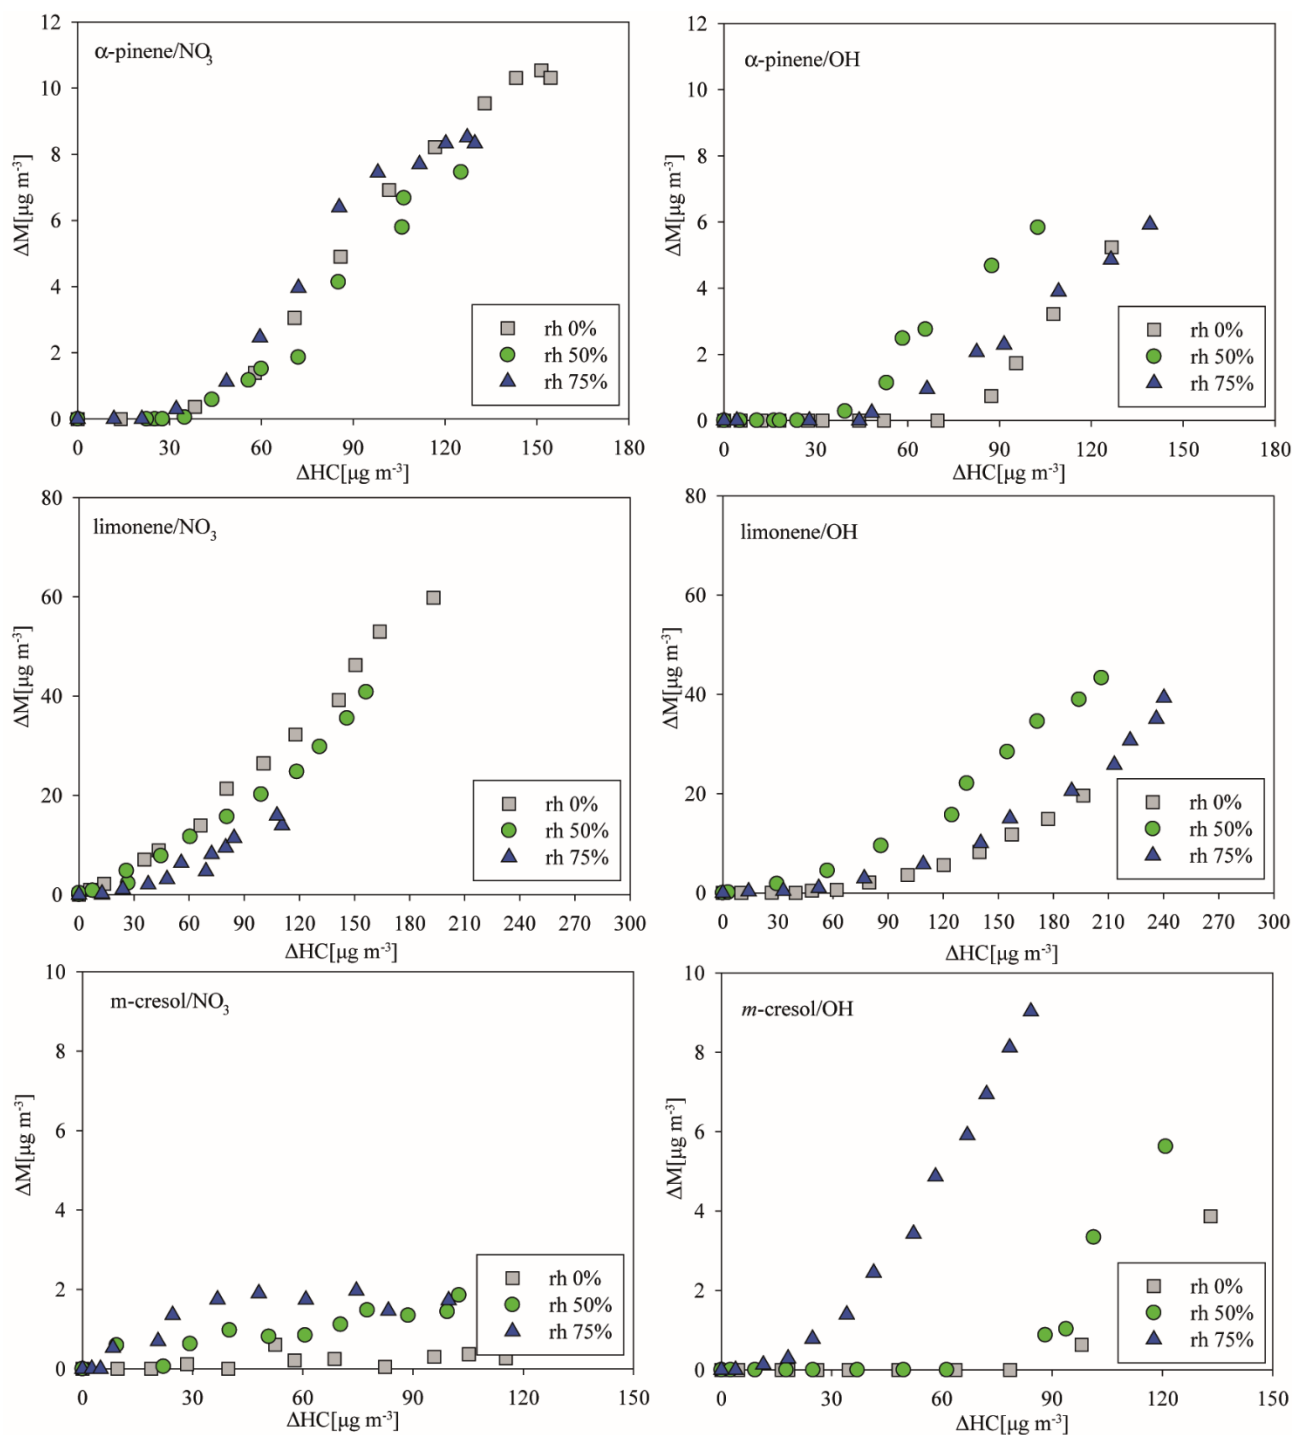 α-pinene/NO₃
12
10
8
6
4
2
0
ΔM[μg m⁻³]
rh 0%
rh 50%
rh 75%
0 30 60 90 120 150 180
ΔHC[μg m⁻³]
α-pinene/OH
12
10
8
6
4
2
0
ΔM[μg m⁻³]
rh 0%
rh 50%
rh 75%
0 30 60 90 120 150 180
ΔHC[μg m⁻³]
limonene/NO₃
80
60
40
20
0
ΔM[μg m⁻³]
rh 0%
rh 50%
rh 75%
0 30 60 90 120 150 180 210 240 270 300
ΔHC[μg m⁻³]
limonene/OH
80
60
40
20
0
ΔM[μg m⁻³]
rh 0%
rh 50%
rh 75%
0 30 60 90 120 150 180 210 240 270 300
ΔHC[μg m⁻³]
m-cresol/NO₃
10
8
6
4
2
0
ΔM[μg m⁻³]
rh 0%
rh 50%
rh 75%
0 30 60 90 120 150
ΔHC[μg m⁻³]
m-cresol/OH
10
8
6
4
2
0
ΔM[μg m⁻³]
rh 0%
rh 50%
rh 75%
0 30 60 90 120 150
ΔHC[μg m⁻³]